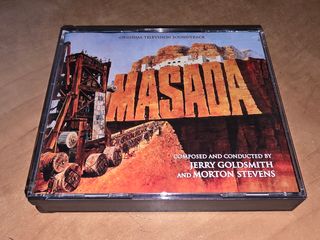 ORIGINAL TELEVISION SOUNDTRACK
MASADA
COMPOSED AND CONDUCTED BY
JERRY GOLDSMITH
AND MORTON STEVENS